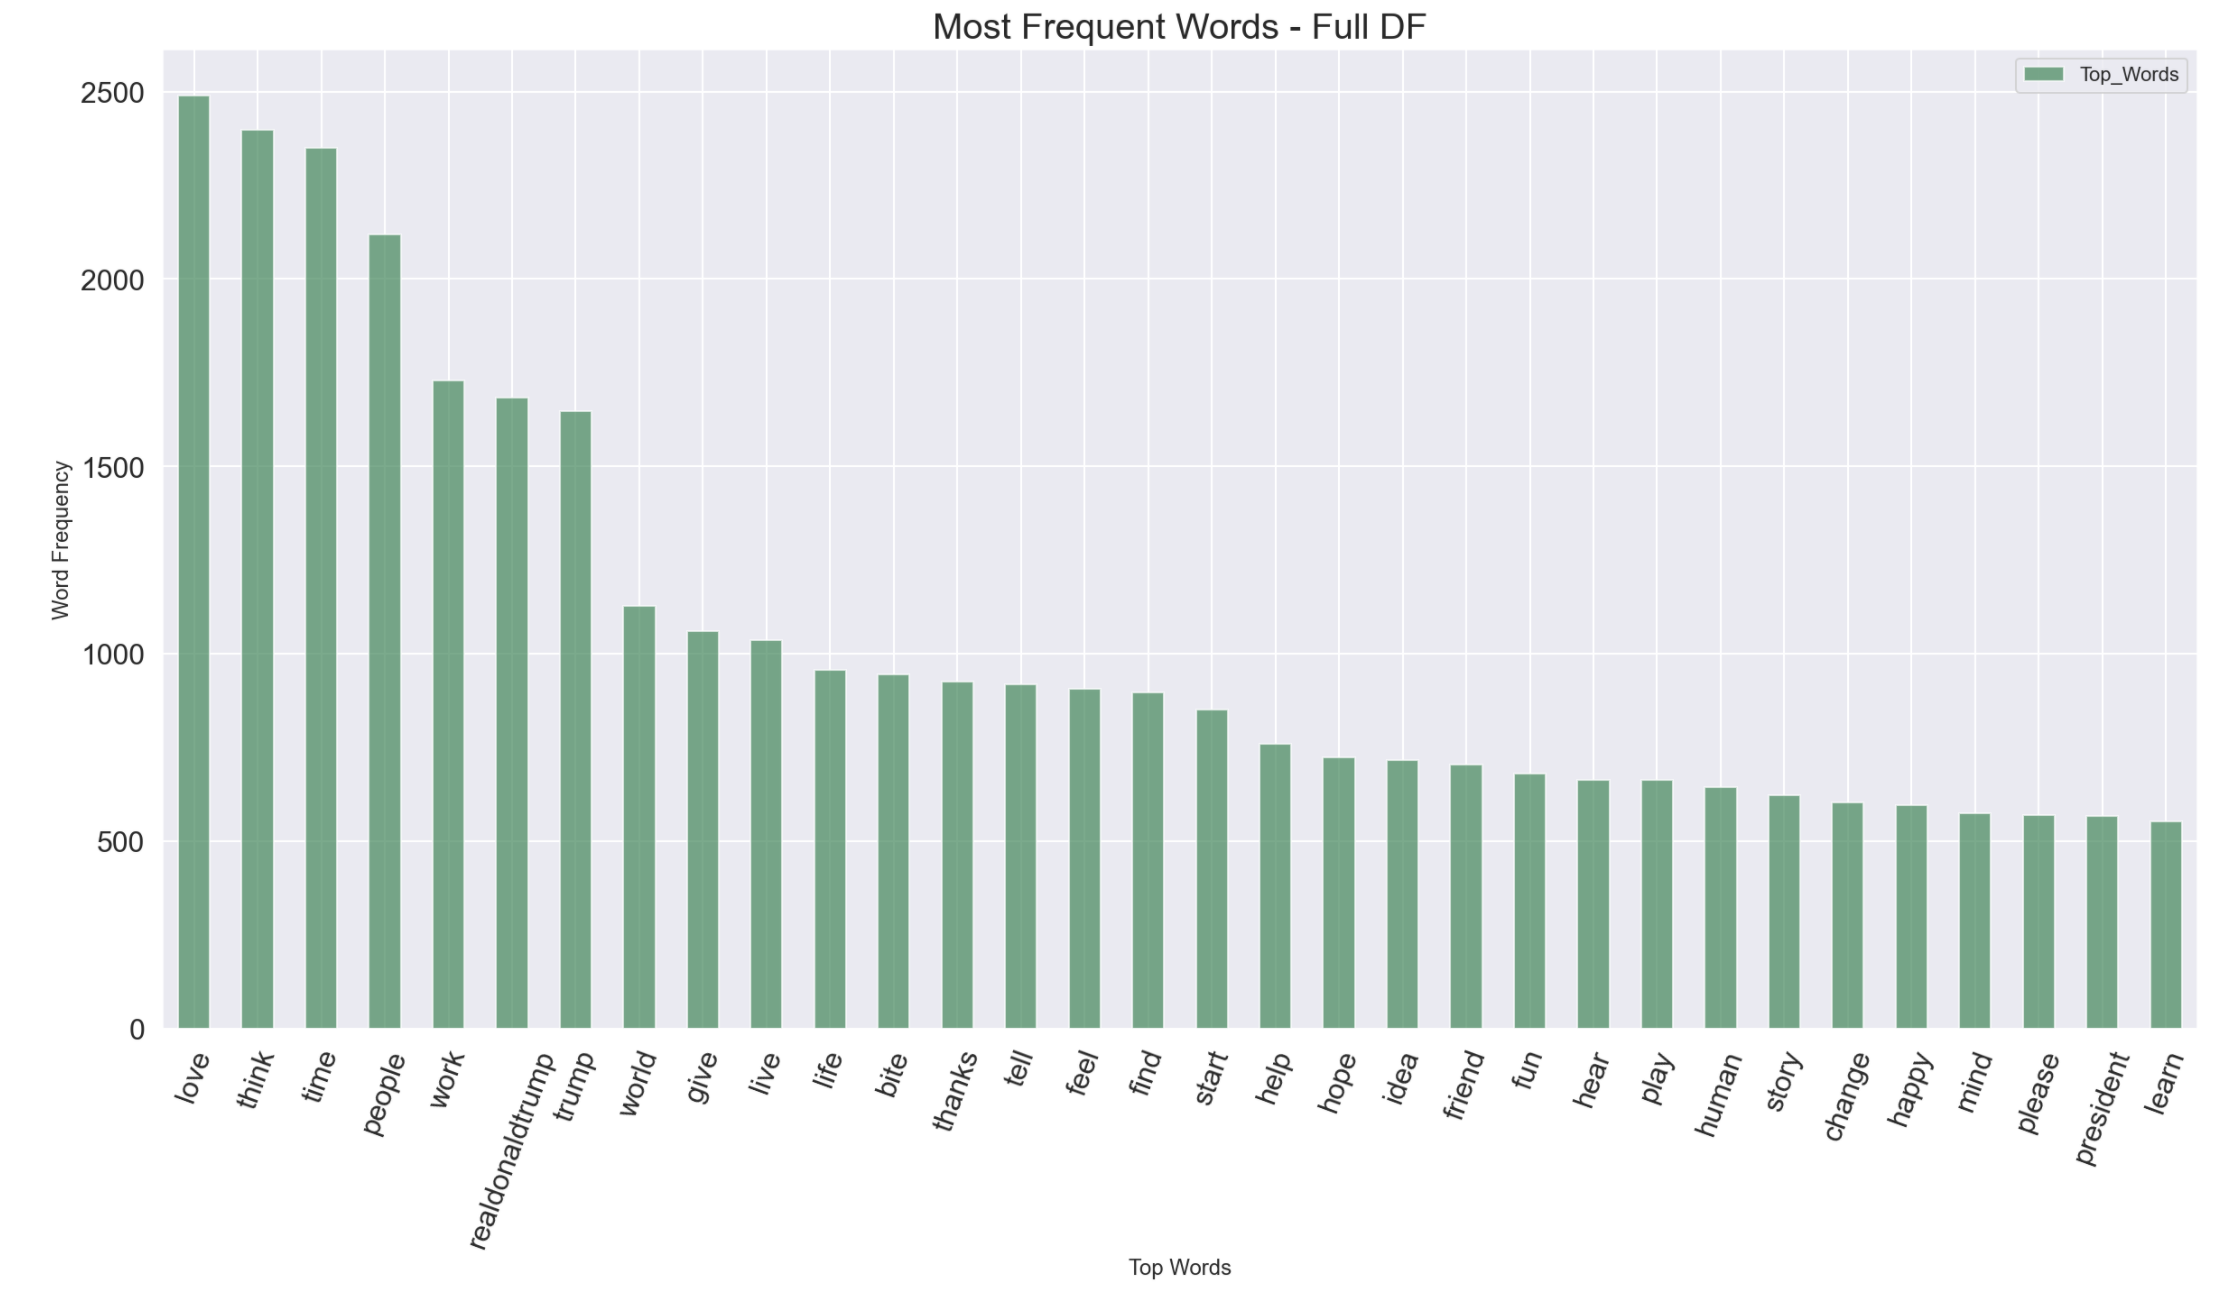 Most Frequent Words - Full DF
Top_Words
Word Frequency
2500
2000
1500
1000
500
0
love
think
time
people
work
realdonaldtrump
trump
world
give
live
life
bite
thanks
tell
feel
find
start
help
hope
idea
friend
fun
hear
play
human
story
change
happy
mind
please
president
learn
Top Words